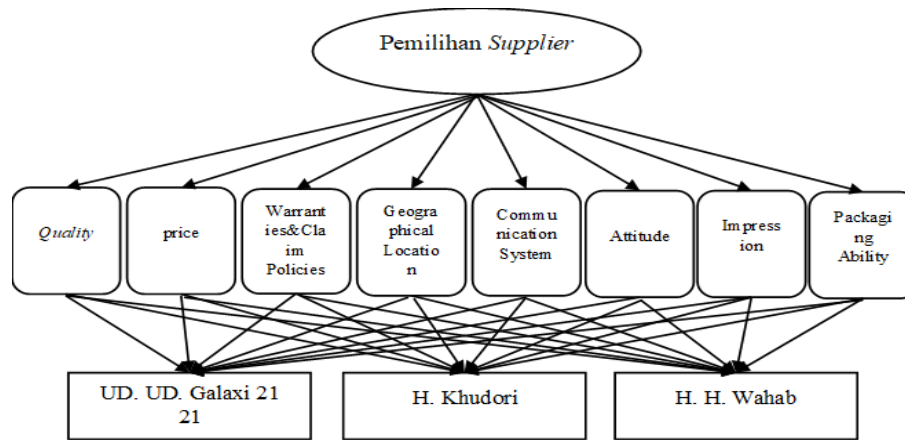 Pemilihan Supplier
Quality
price
Warrant
ies&Cla
im
Policies
Geogra
phical
Locatio
n
Commu
nication
System
Attitude
Impress
ion
Packagi
ng
Ability
UD. UD. Galaxi 21
21
H. Khudori
H. H. Wahab